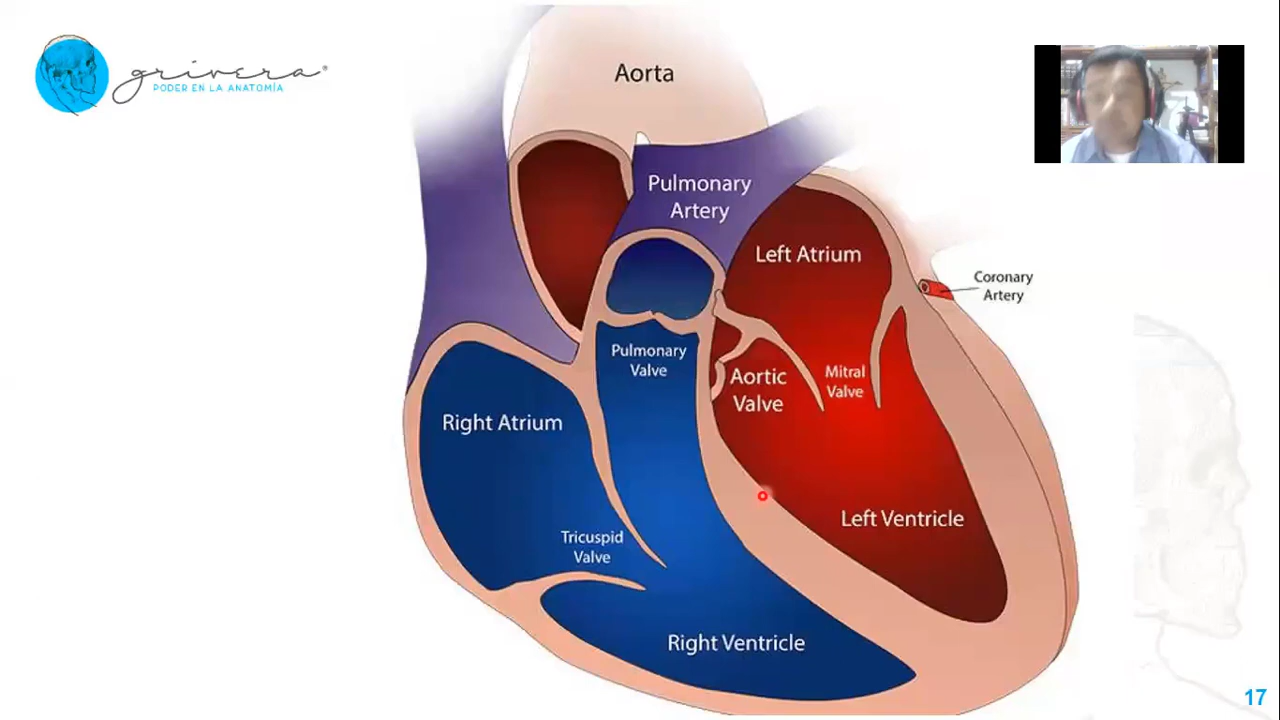 grivera®
PODER EN LA ANATOMÍA
Aorta
Pulmonary
Artery
Left Atrium
Coronary
Artery
Pulmonary
Valve
Aortic
Valve
Mitral
Valve
Right Atrium
Left Ventricle
Tricuspid
Valve
Right Ventricle
17